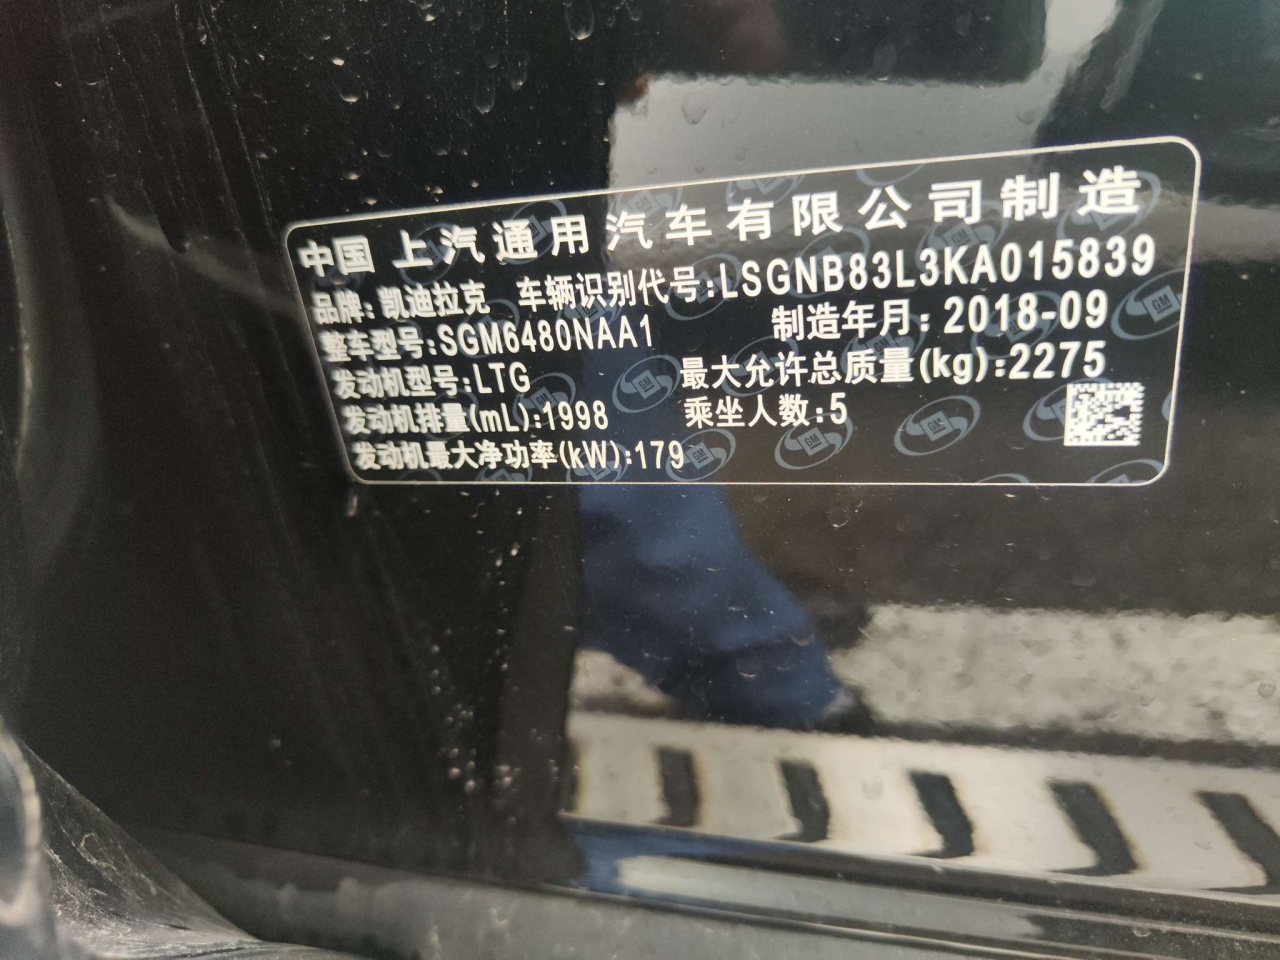 中国 上汽通用汽车有限公司制造
品牌:凯迪拉克 车辆识别代号:LSGNB83L3KA015839
整车型号:SGM6480NAA1 制造年月:2018-09
发动机型号:LTG 最大允许总质量(kg):2275
发动机排量(mL):1998 乘坐人数:5
发动机最大净功率(kW):179
GM